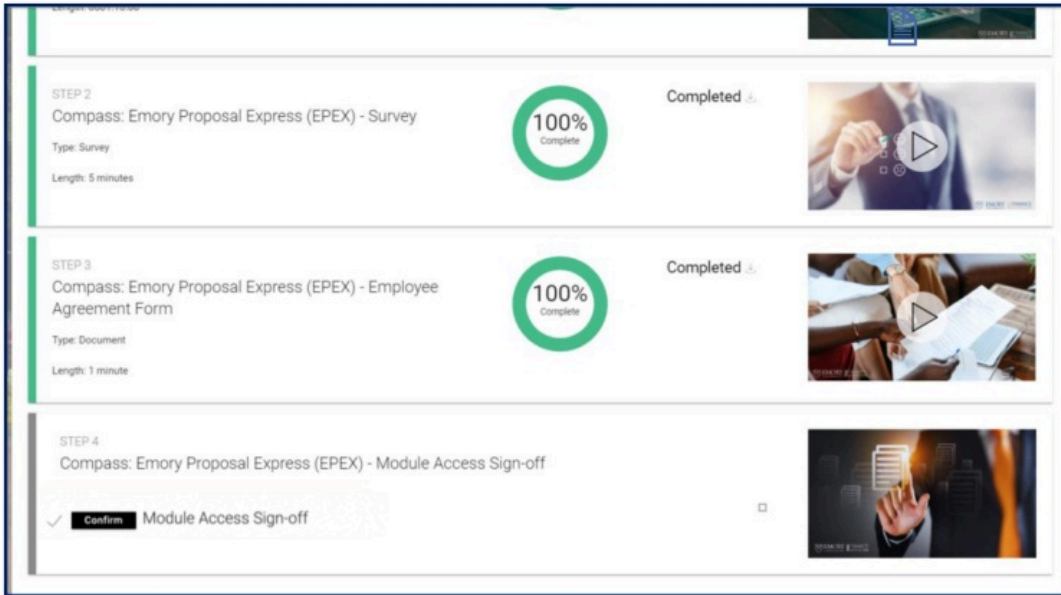 STEP 2
Compass: Emory Proposal Express (EPEX) - Survey
Type: Survey
Length: 5 minutes
100%
Complete
Completed
STEP 3
Compass: Emory Proposal Express (EPEX) - Employee
Agreement Form
Type: Document
Length: 1 minute
100%
Complete
Completed
STEP 4
Compass: Emory Proposal Express (EPEX) - Module Access Sign-off
Confirm Module Access Sign-off